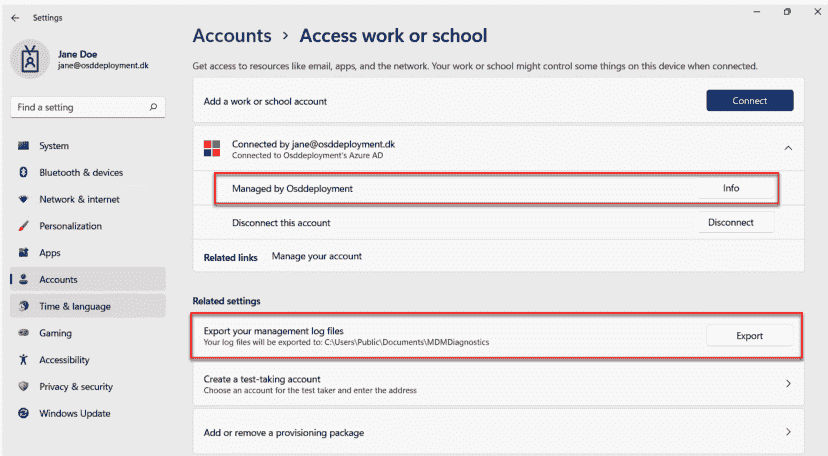 Settings
Jane Doe
jane@osddeployment.dk
Find a setting
System
Bluetooth & devices
Network & internet
Personalization
Apps
Accounts
Time & language
Gaming
Accessibility
Privacy & security
Windows Update
Accounts > Access work or school
Get access to resources like email, apps, and the network. Your work or school might control some things on this device when connected.
Add a work or school account Connect
Connected by jane@osddeployment.dk
Connected to Osddeployment's Azure AD
Managed by Osddeployment Info
Disconnect this account Disconnect
Related links Manage your account
Related settings
Export your management log files
Your log files will be exported to: C:\Users\Public\Documents\MDMDiagnostics
Export
Create a test-taking account
Choose an account for the test taker and enter the address
Add or remove a provisioning package